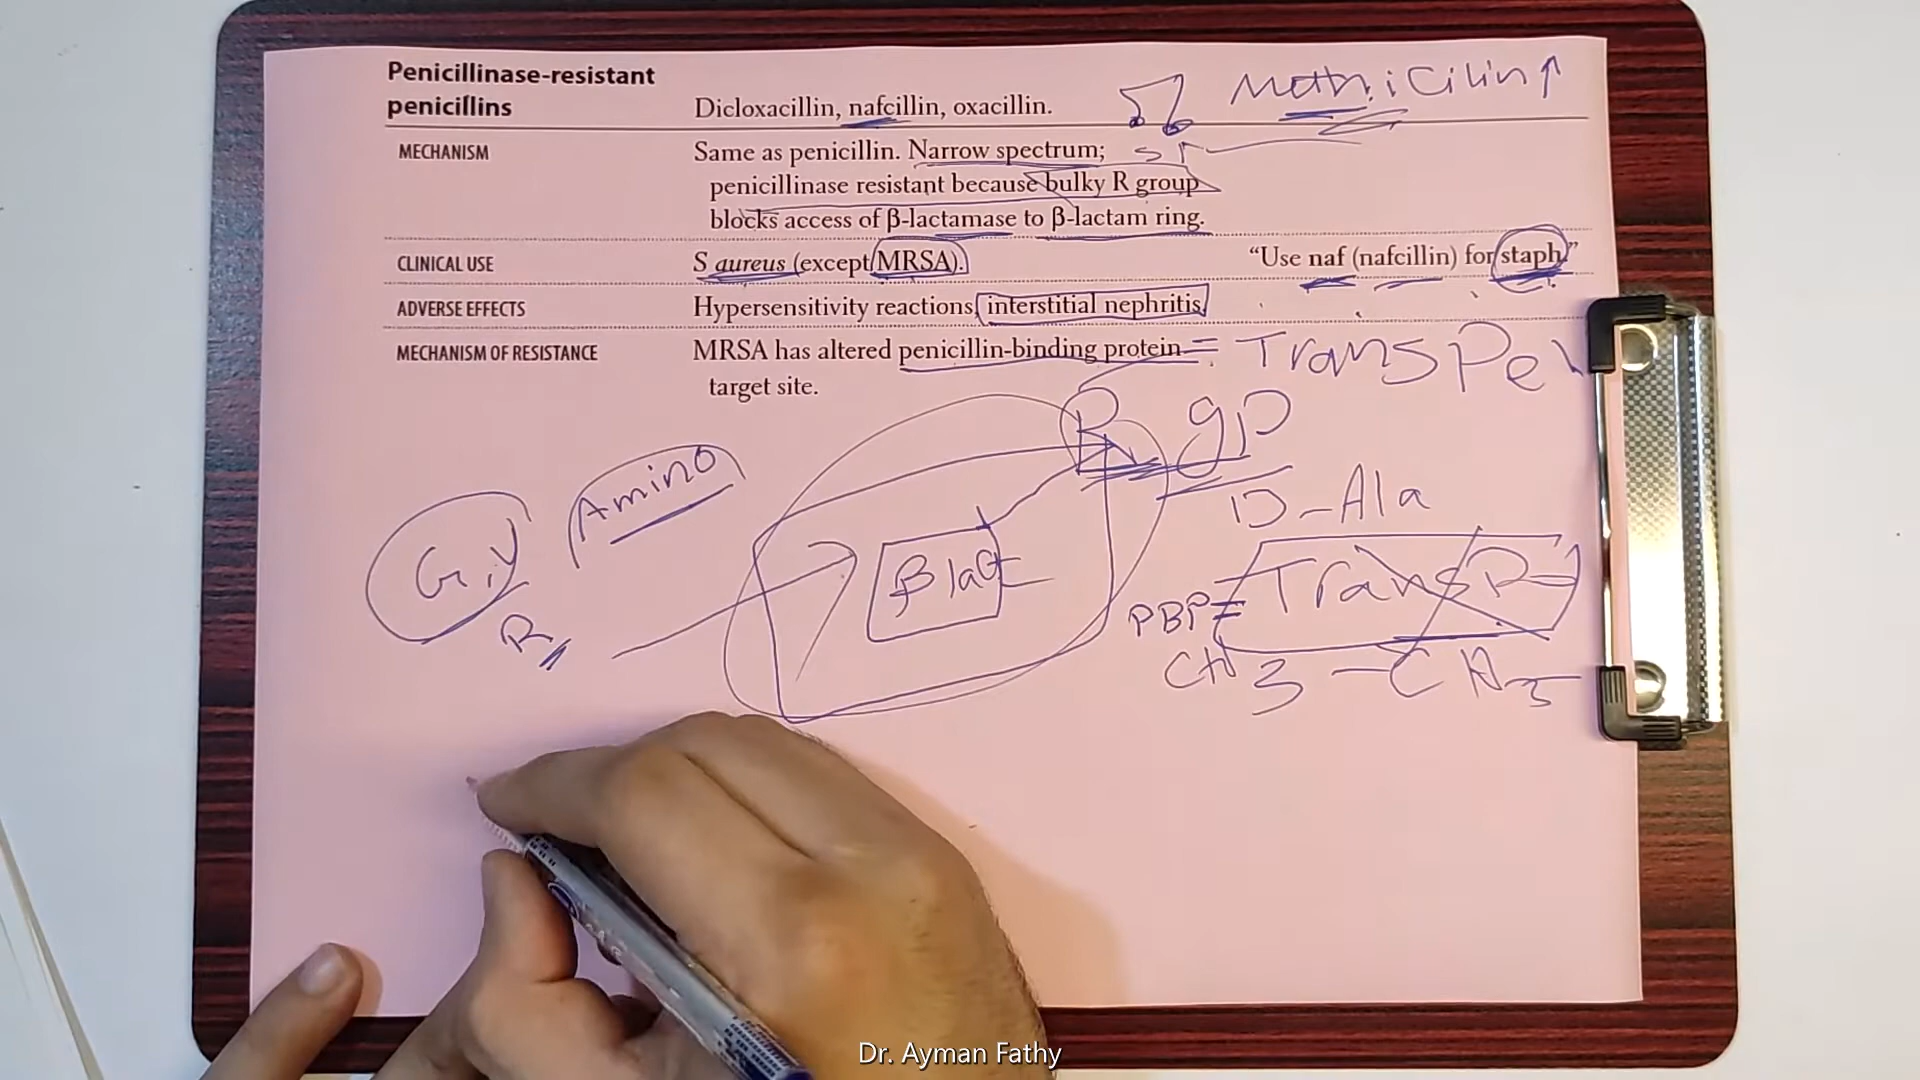 Penicillinase-resistant
penicillins
Dicloxacillin, nafcillin, oxacillin.
Methicilin
MECHANISM
Same as penicillin. Narrow spectrum;
penicillinase resistant because bulky R group
blocks access of β-lactamase to β-lactam ring.
CLINICAL USE
S aureus (except MRSA).
“Use naf (nafcillin) for staph.”
ADVERSE EFFECTS
Hypersensitivity reactions, interstitial nephritis.
MECHANISM OF RESISTANCE
MRSA has altered penicillin-binding protein = Transpe
target site.
R gp
Amino
D-Ala
G,V
β lact
PBP= TransP
R
CH3-CH3
Dr. Ayman Fathy